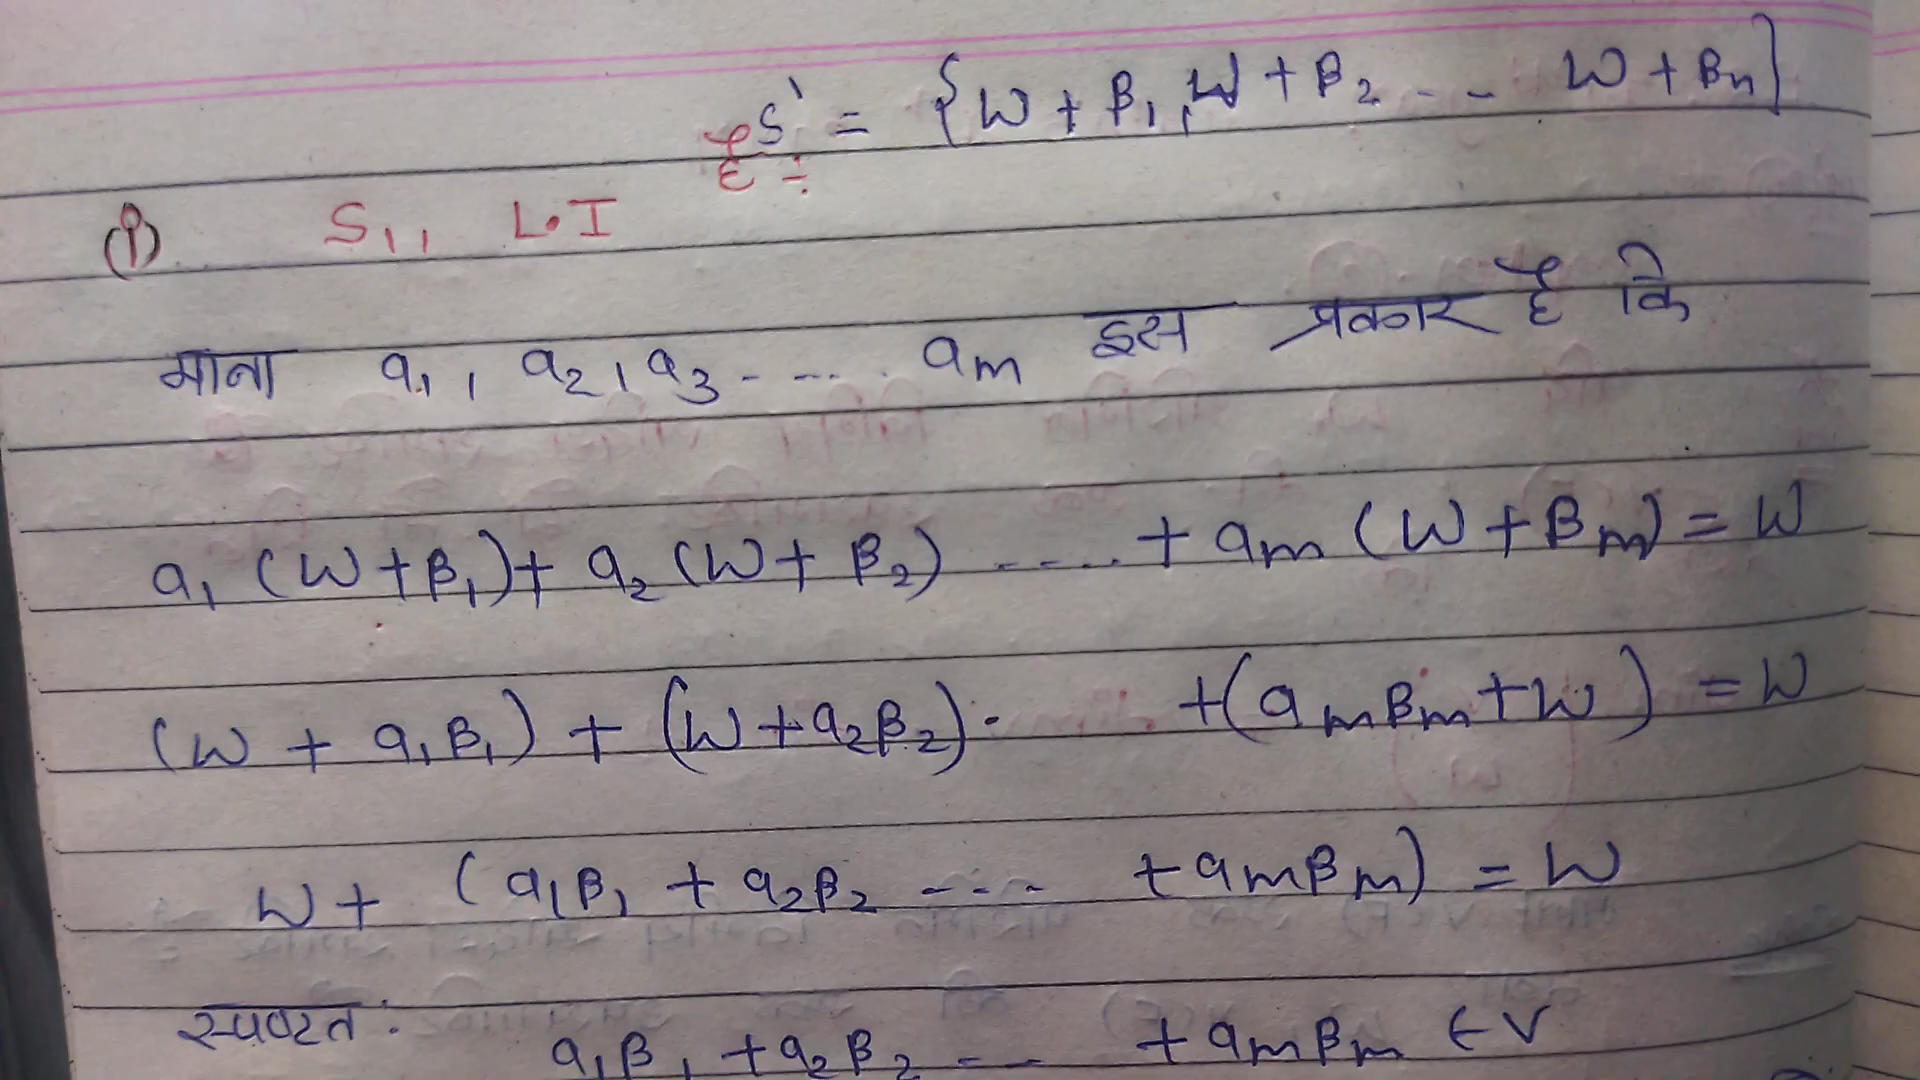 S' = {W + β₁, W + β₂ - - W + βn}
है ÷
(i) S₁, L.I
माना a₁, a₂, a₃ - - - - . am इस प्रकार है कि
a₁ (W + β₁) + a₂ (W + β₂) - - - . . + am (W + βm) = W
(W + a₁β₁) + (W + a₂β₂) . + (amβm + W) = W
W + (a₁β₁ + a₂β₂ - - - + amβm) = W
स्पष्टत :
a₁β₁ + a₂β₂ - - + amβm ∈ V